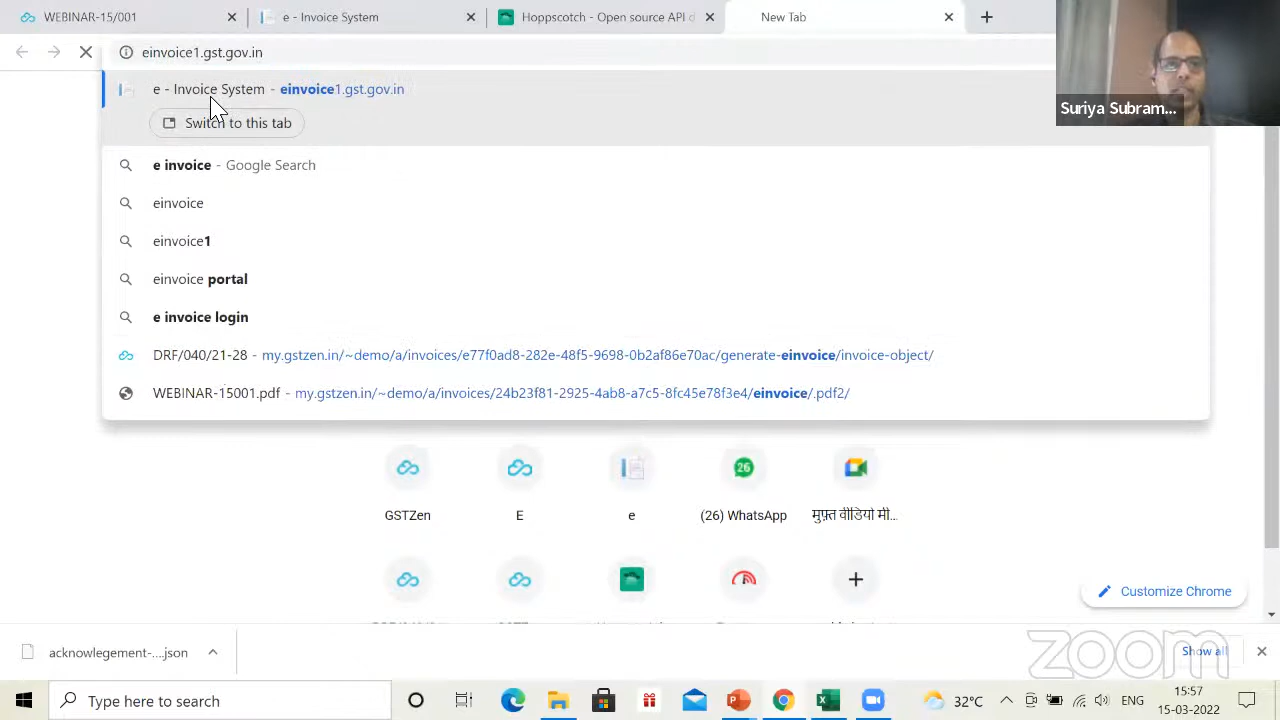 WEBINAR-15/001
e - Invoice System
Hoppscotch - Open source API d
New Tab
einvoice1.gst.gov.in
e - Invoice System - einvoice1.gst.gov.in
Switch to this tab
Suriya Subram...
e invoice - Google Search
einvoice
einvoice1
einvoice portal
e invoice login
DRF/040/21-28 - my.gstzen.in/~demo/a/invoices/e77f0ad8-282e-48f5-9698-0b2af86e70ac/generate-einvoice/invoice-object/
WEBINAR-15001.pdf - my.gstzen.in/~demo/a/invoices/24b23f81-2925-4ab8-a7c5-8fc45e78f3e4/einvoice/.pdf2/
26
GSTZen
E
e
(26) WhatsApp
मुफ़्त वीडियो मी...
Customize Chrome
acknowlegement-....json
Show all
zoom
Type here to search
32°C
ENG
15:57
15-03-2022